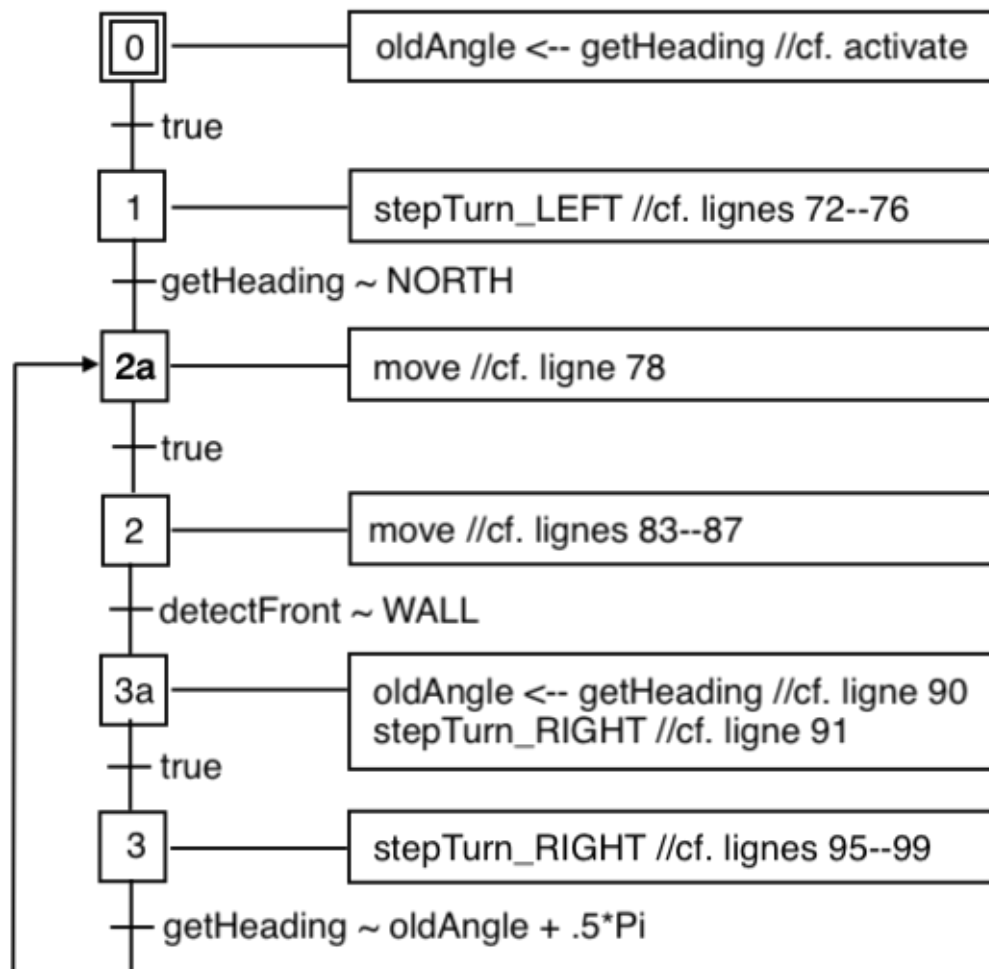 0
oldAngle <-- getHeading //cf. activate
true
1
stepTurn_LEFT //cf. lignes 72--76
getHeading ~ NORTH
2a
move //cf. ligne 78
true
2
move //cf. lignes 83--87
detectFront ~ WALL
3a
oldAngle <-- getHeading //cf. ligne 90
stepTurn_RIGHT //cf. ligne 91
true
3
stepTurn_RIGHT //cf. lignes 95--99
getHeading ~ oldAngle + .5*Pi